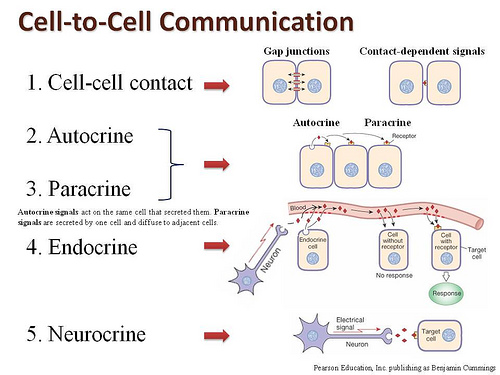 Cell-to-Cell Communication
Gap junctions
Contact-dependent signals
1. Cell-cell contact
Autocrine
Paracrine
Receptor
2. Autocrine
3. Paracrine
Autocrine signals act on the same cell that secreted them. Paracrine
signals are secreted by one cell and diffuse to adjacent cells.
4. Endocrine
Blood
Neuron
Endocrine
cell
Cell
without
receptor
Cell
with
receptor
Target
cell
No response
Response
5. Neurocrine
Electrical
signal
Neuron
Target
cell
Pearson Education, Inc. publishing as Benjamin Cummings